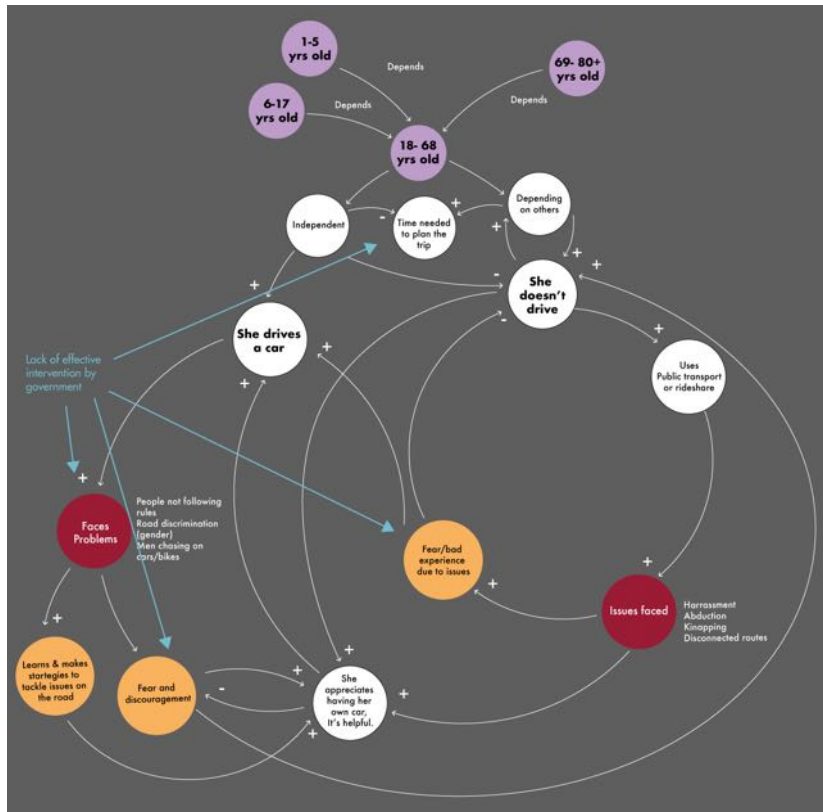 1-5
yrs old
Depends
69- 80+
yrs old
6-17
yrs old
Depends
Depends
18- 68
yrs old
Independent
-
Time needed
to plan the
trip
+
Depending
on others
+
+
+
-
She
doesn't
drive
-
+
She drives
a car
+
+
+
Uses
Public transport
or rideshare
Lack of effective
intervention by
government
+
Faces
Problems
People not following
rules
Road discrimination
(gender)
Men chasing on
cars/bikes
Fear/bad
experience
due to issues
+
+
Issues faced
Harrassment
Abduction
Kinapping
Disconnected routes
+
Learns & makes
startegies to
tackle issues on
the road
Fear and
discouragement
+
-
+
+
She
appreciates
having her
own car,
It's helpful.
+
+